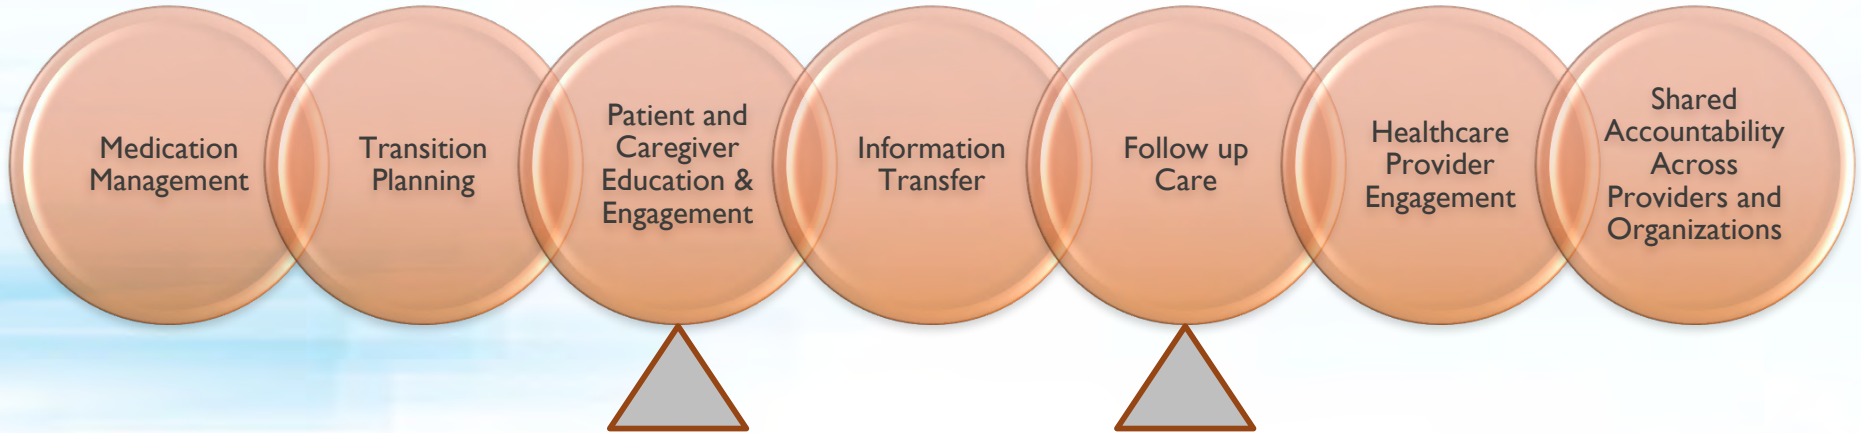 Medication
Management
Transition
Planning
Patient and
Caregiver
Education &
Engagement
Information
Transfer
Follow up
Care
Healthcare
Provider
Engagement
Shared
Accountability
Across
Providers and
Organizations